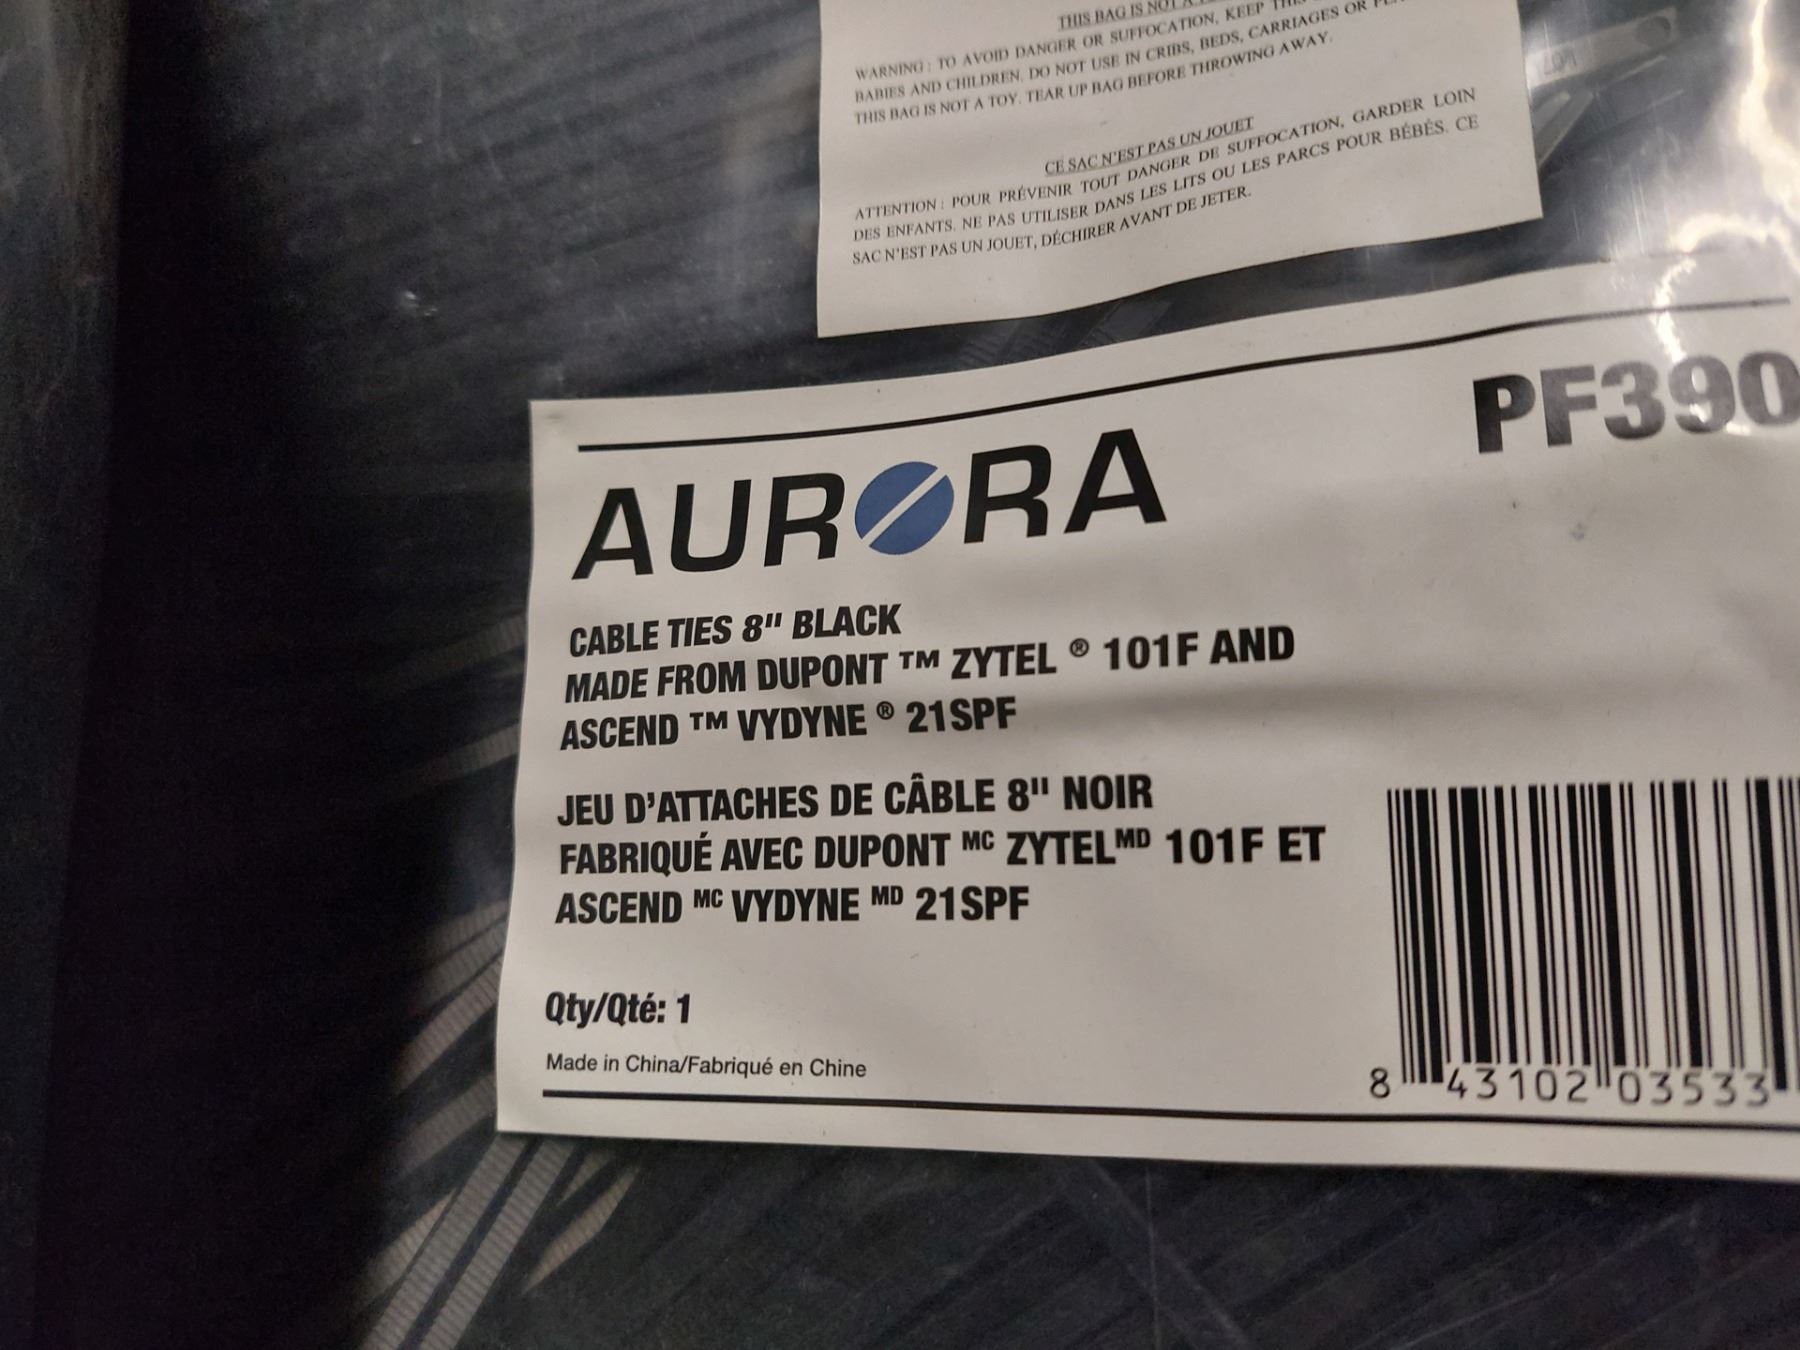 THIS BAG IS NOT A
WARNING : TO AVOID DANGER OR SUFFOCATION, KEEP THIS
BABIES AND CHILDREN. DO NOT USE IN CRIBS, BEDS, CARRIAGES OR
THIS BAG IS NOT A TOY. TEAR UP BAG BEFORE THROWING AWAY.
CE SAC N'EST PAS UN JOUET
ATTENTION : POUR PRÉVENIR TOUT DANGER DE SUFFOCATION, GARDER LOIN
DES ENFANTS. NE PAS UTILISER DANS LES LITS OU LES PARCS POUR BÉBÉS. CE
SAC N'EST PAS UN JOUET, DÉCHIRER AVANT DE JETER.
PF390
AURORA
CABLE TIES 8" BLACK
MADE FROM DUPONT ™ ZYTEL ® 101F AND
ASCEND ™ VYDYNE ® 21SPF
JEU D'ATTACHES DE CÂBLE 8" NOIR
FABRIQUÉ AVEC DUPONT MC ZYTEL MD 101F ET
ASCEND MC VYDYNE MD 21SPF
Qty/Qté: 1
Made in China/Fabriqué en Chine
8 43102 03533